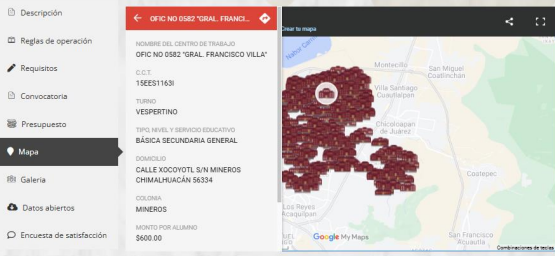 Descripción
Reglas de operación
Requisitos
Convocatoria
Presupuesto
Mapa
Galería
Datos abiertos
Encuesta de satisfacción
OFIC NO 0582 "GRAL. FRANCI...
NOMBRE DEL CENTRO DE TRABAJO
OFIC NO 0582 "GRAL. FRANCISCO VILLA"
C.C.T.
15EES1163I
TURNO
VESPERTINO
TIPO, NIVEL Y SERVICIO EDUCATIVO
BÁSICA SECUNDARIA GENERAL
DOMICILIO
CALLE XOCOYOTL S/N MINEROS
CHIMALHUACÁN 56334
COLONIA
MINEROS
MONTO POR ALUMNO
$600.00
Crear tu mapa
Montecillo
San Miguel
Coatlinchan
Villa Santiago
Cuautlalpan
Chicoloapan
de Juárez
Coatepec
Los Reyes
Acaquilpan
San Francisco
Acuautla
Google My Maps
Combinaciones de teclas